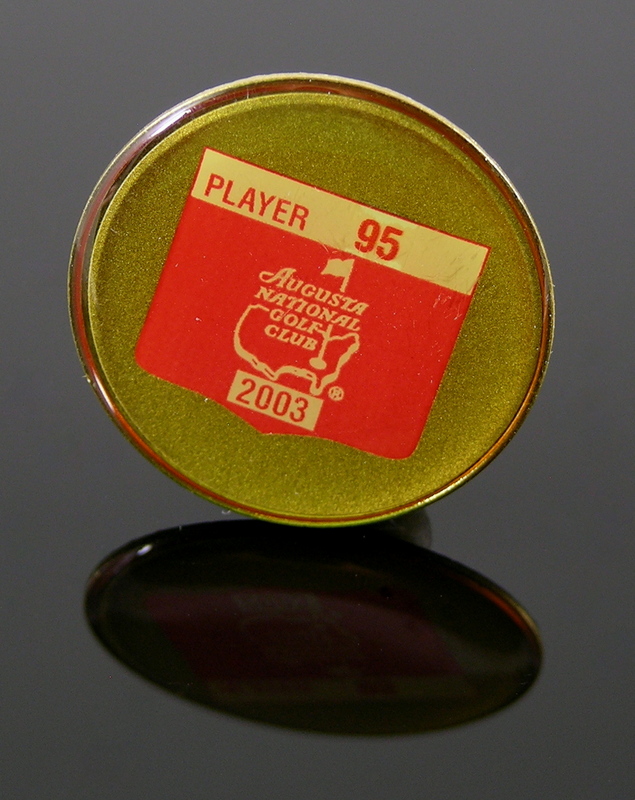 PLAYER 95
AUGUSTA
NATIONAL
GOLF
CLUB
2003
®